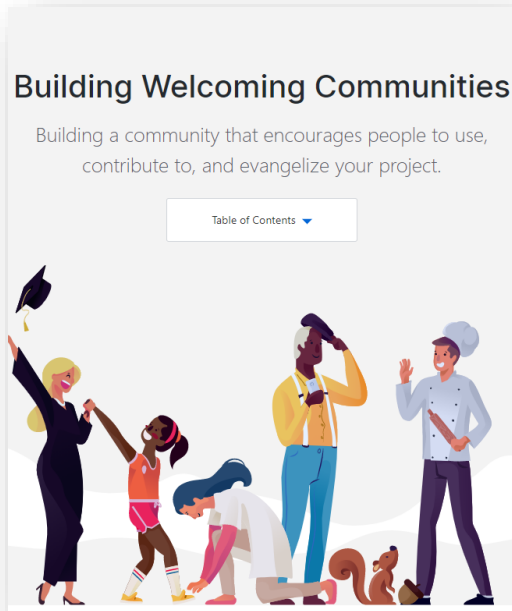 Building Welcoming Communities
Building a community that encourages people to use,
contribute to, and evangelize your project.
Table of Contents